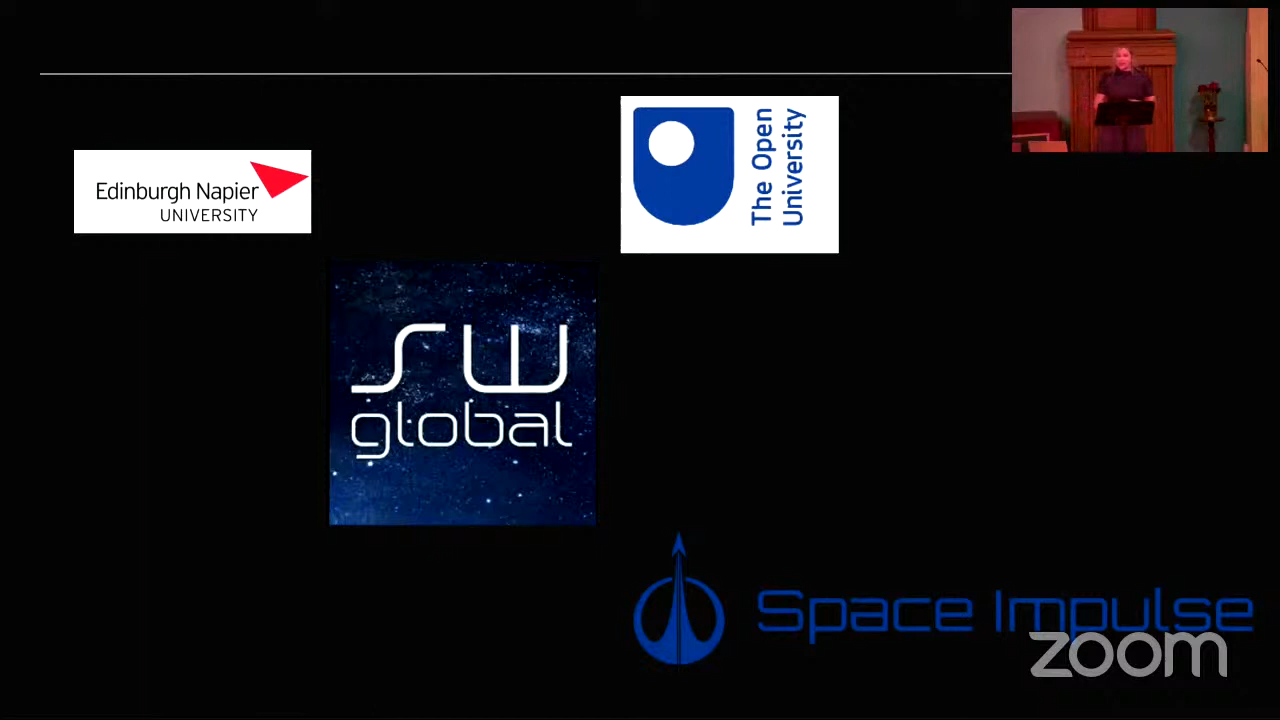 Edinburgh Napier
UNIVERSITY
The Open
University
SW
global
Space Impulse
zoom